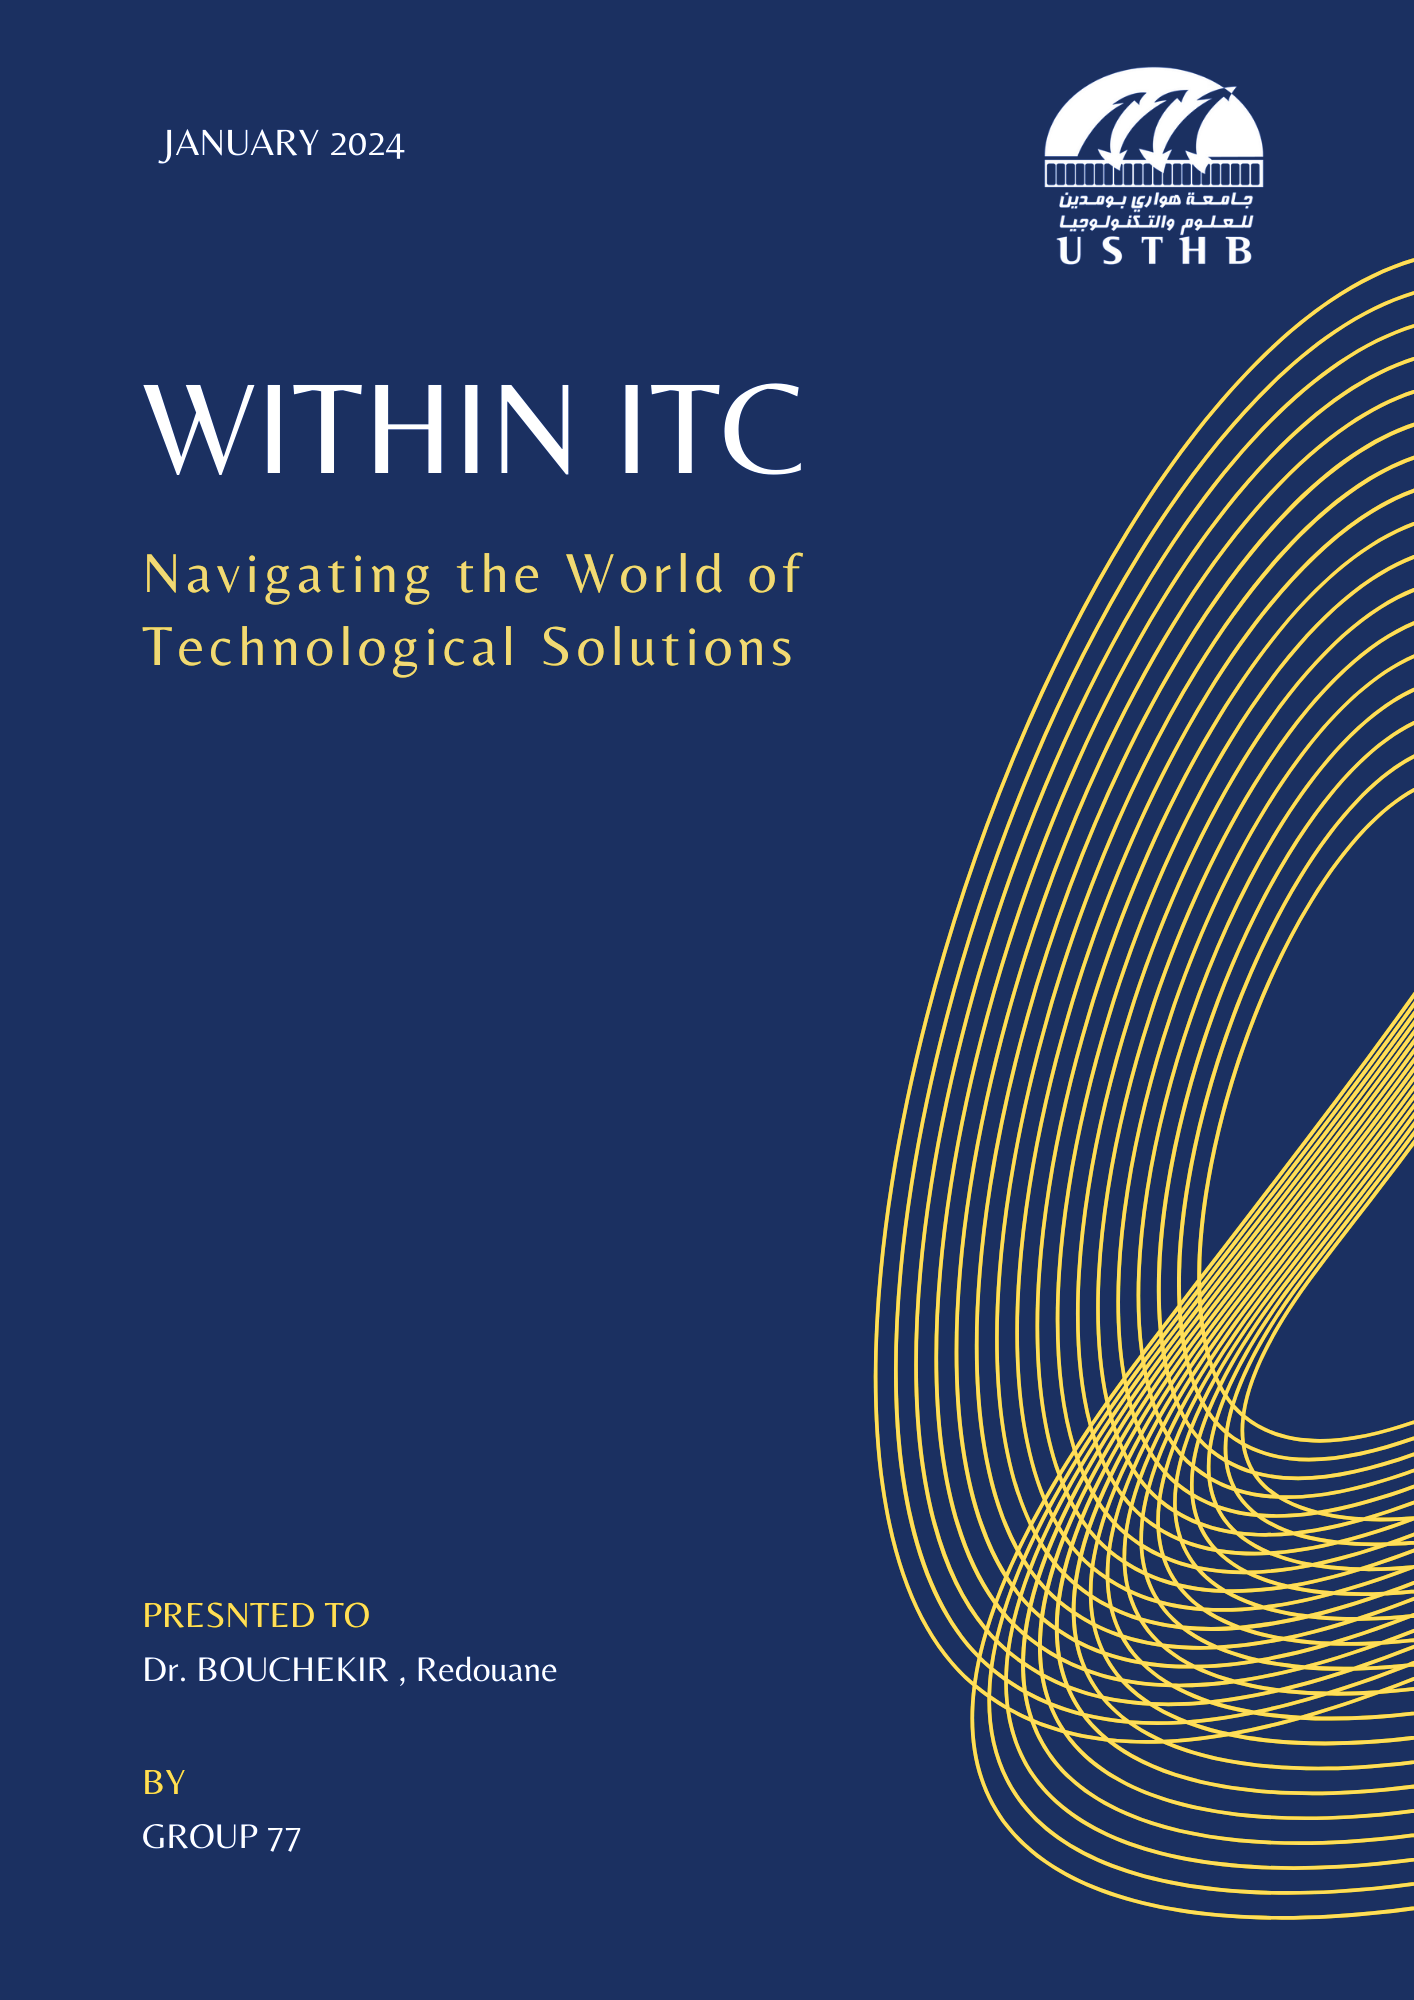 JANUARY 2024
جامعة هواري بومدين
للعلوم والتكنولوجيا
USTHB
WITHIN ITC
Navigating the World of
Technological Solutions
PRESNTED TO
Dr. BOUCHEKIR , Redouane
BY
GROUP 77